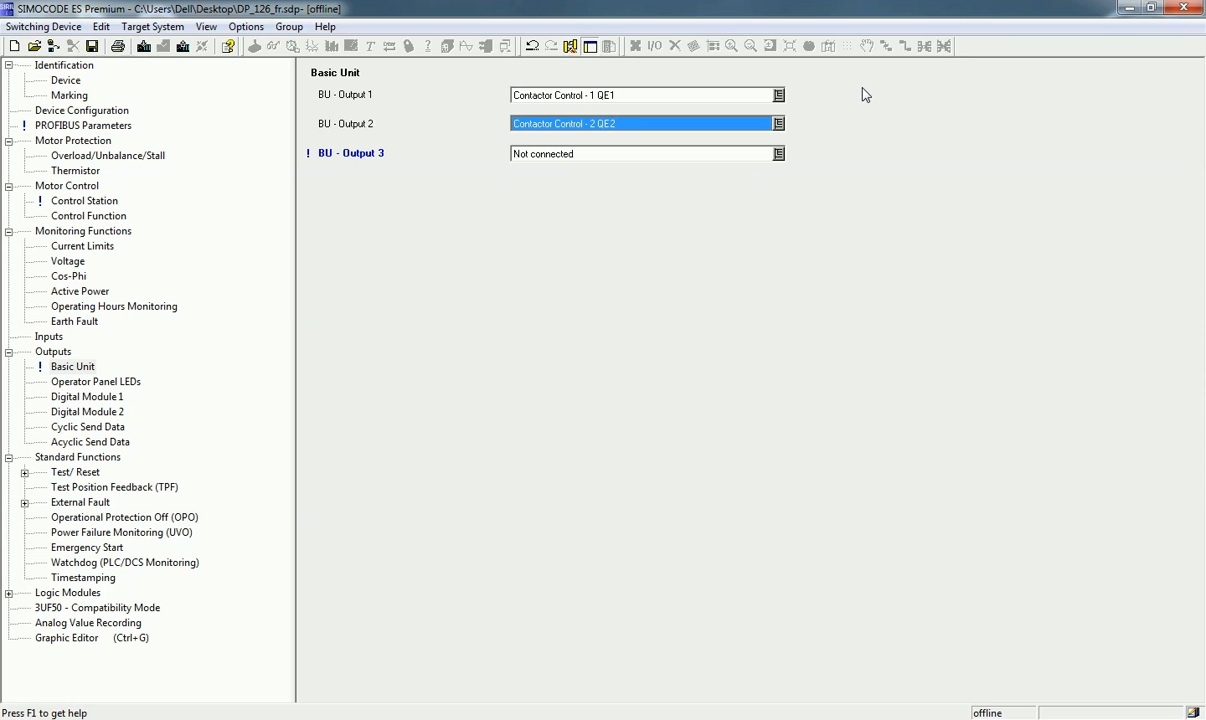 SIMOCODE ES Premium - C:\Users\Dell\Desktop\DP_126_fr.sdp- [offline]
Switching Device Edit Target System View Options Group Help
Identification
Device
Marking
Device Configuration
! PROFIBUS Parameters
Motor Protection
Overload/Unbalance/Stall
Thermistor
Motor Control
! Control Station
Control Function
Monitoring Functions
Current Limits
Voltage
Cos-Phi
Active Power
Operating Hours Monitoring
Earth Fault
Inputs
Outputs
! Basic Unit
Operator Panel LEDs
Digital Module 1
Digital Module 2
Cyclic Send Data
Acyclic Send Data
Standard Functions
Test/ Reset
Test Position Feedback (TPF)
External Fault
Operational Protection Off (OPO)
Power Failure Monitoring (UVO)
Emergency Start
Watchdog (PLC/DCS Monitoring)
Timestamping
Logic Modules
3UF50 - Compatibility Mode
Analog Value Recording
Graphic Editor (Ctrl+G)
Basic Unit
BU - Output 1 Contactor Control - 1 QE1
BU - Output 2 Contactor Control - 2 QE2
! BU - Output 3 Not connected
Press F1 to get help
offline